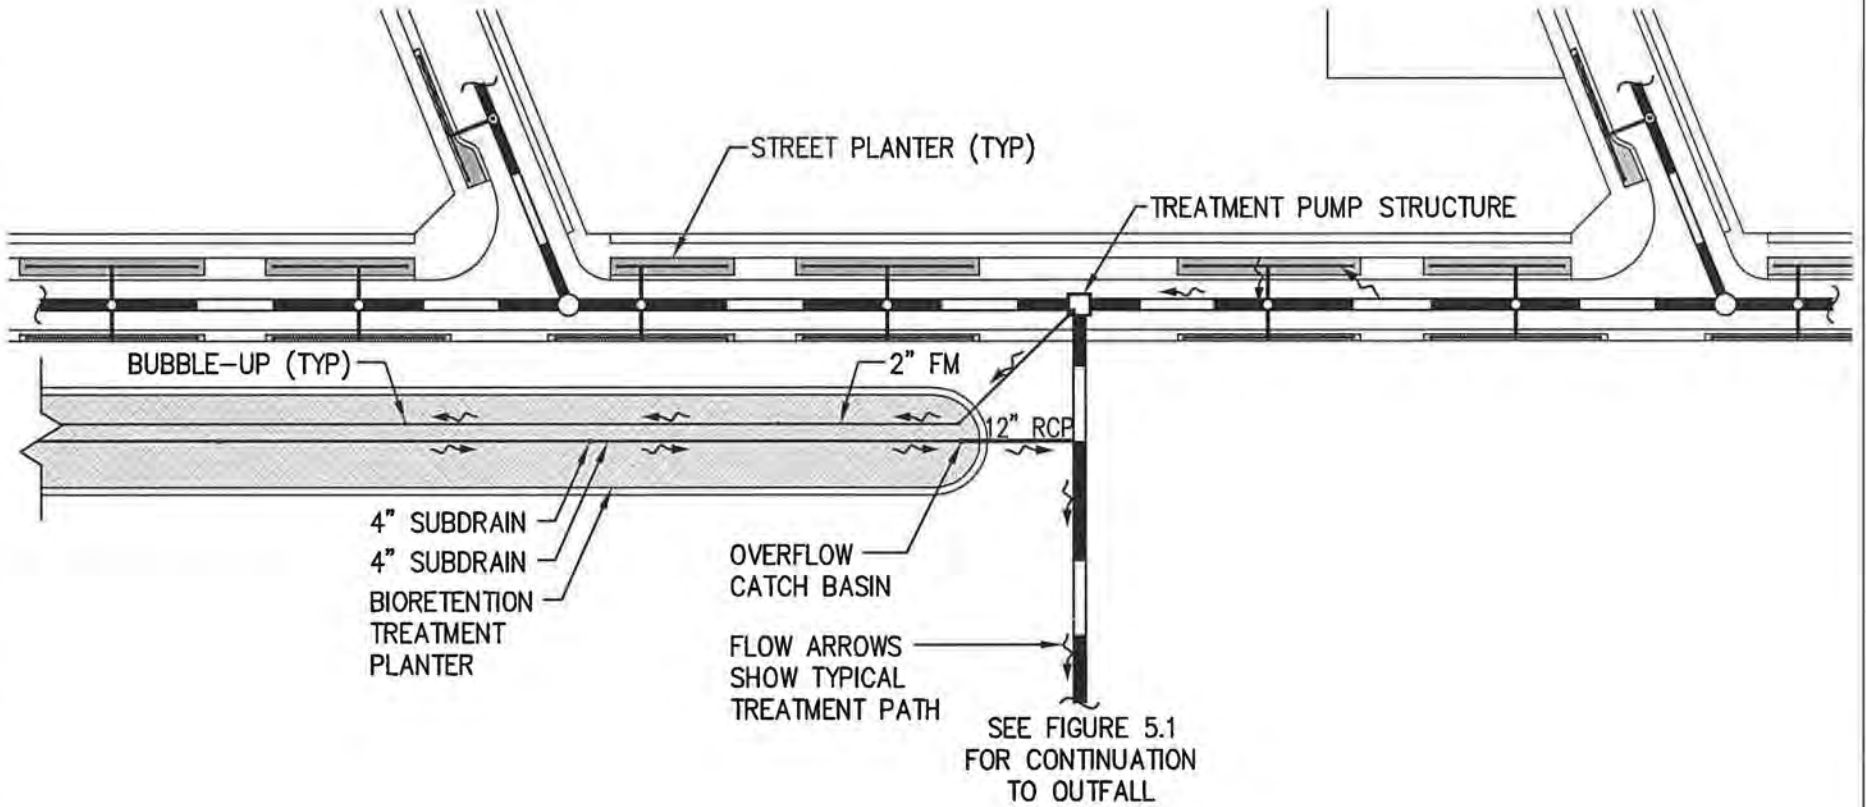 STREET PLANTER (TYP)
TREATMENT PUMP STRUCTURE
BUBBLE-UP (TYP)
2" FM
12" RCP
4" SUBDRAIN
4" SUBDRAIN
BIORETENTION
TREATMENT
PLANTER
OVERFLOW
CATCH BASIN
FLOW ARROWS
SHOW TYPICAL
TREATMENT PATH
SEE FIGURE 5.1
FOR CONTINUATION
TO OUTFALL